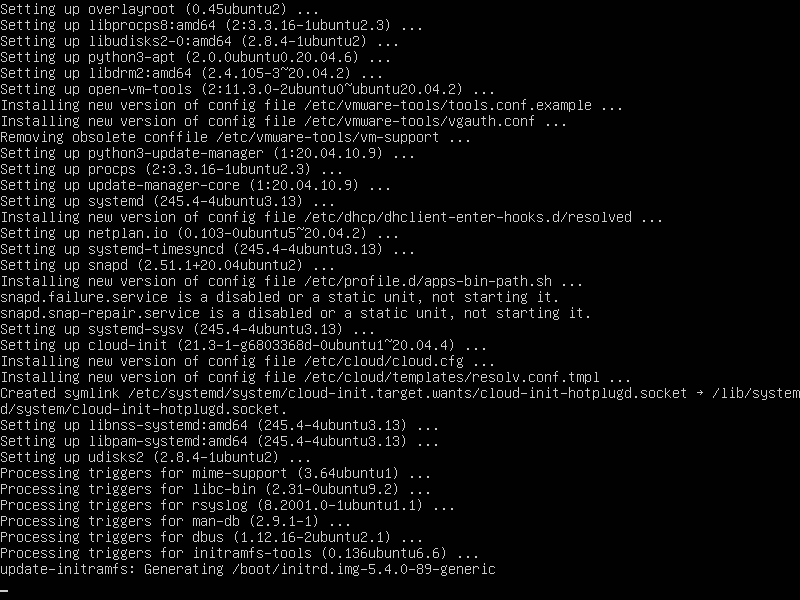 Setting up overlayroot (0.45ubuntu2) ...
Setting up libprocps8:amd64 (2:3.3.16-1ubuntu2.3) ...
Setting up libudisks2-0:amd64 (2.8.4-1ubuntu2) ...
Setting up python3-apt (2.0.0ubuntu0.20.04.6) ...
Setting up libdrm2:amd64 (2.4.105-3~20.04.2) ...
Setting up open-vm-tools (2:11.3.0-2ubuntu0~ubuntu20.04.2) ...
Installing new version of config file /etc/vmware-tools/tools.conf.example ...
Installing new version of config file /etc/vmware-tools/vgauth.conf ...
Removing obsolete conffile /etc/vmware-tools/vm-support ...
Setting up python3-update-manager (1:20.04.10.9) ...
Setting up procps (2:3.3.16-1ubuntu2.3) ...
Setting up update-manager-core (1:20.04.10.9) ...
Setting up systemd (245.4-4ubuntu3.13) ...
Installing new version of config file /etc/dhcp/dhclient-enter-hooks.d/resolved ...
Setting up netplan.io (0.103-0ubuntu5~20.04.2) ...
Setting up systemd-timesyncd (245.4-4ubuntu3.13) ...
Setting up snapd (2.51.1+20.04ubuntu2) ...
Installing new version of config file /etc/profile.d/apps-bin-path.sh ...
snapd.failure.service is a disabled or a static unit, not starting it.
snapd.snap-repair.service is a disabled or a static unit, not starting it.
Setting up systemd-sysv (245.4-4ubuntu3.13) ...
Setting up cloud-init (21.3-1-g6803368d-0ubuntu1~20.04.4) ...
Installing new version of config file /etc/cloud/cloud.cfg ...
Installing new version of config file /etc/cloud/templates/resolv.conf.tmpl ...
Created symlink /etc/systemd/system/cloud-init.target.wants/cloud-init-hotplugd.socket → /lib/system
d/system/cloud-init-hotplugd.socket.
Setting up libnss-systemd:amd64 (245.4-4ubuntu3.13) ...
Setting up libpam-systemd:amd64 (245.4-4ubuntu3.13) ...
Setting up udisks2 (2.8.4-1ubuntu2) ...
Processing triggers for mime-support (3.64ubuntu1) ...
Processing triggers for libc-bin (2.31-0ubuntu9.2) ...
Processing triggers for rsyslog (8.2001.0-1ubuntu1.1) ...
Processing triggers for man-db (2.9.1-1) ...
Processing triggers for dbus (1.12.16-2ubuntu2.1) ...
Processing triggers for initramfs-tools (0.136ubuntu6.6) ...
update-initramfs: Generating /boot/initrd.img-5.4.0-89-generic